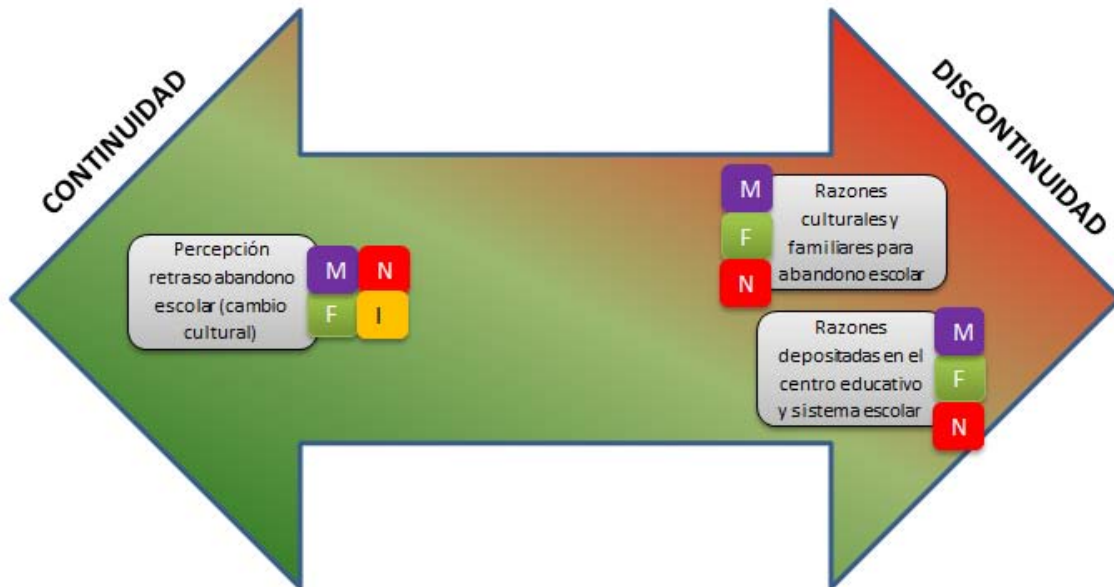 CONTINUIDAD
Percepción
retraso abandono
escolar (cambio
cultural)
M N
F I
DISCONTINUIDAD
M
F
N
Razones
culturales y
familiares para
abandono escolar
Razones
depositadas en el
centro educativo
y sistema escolar
M
F
N